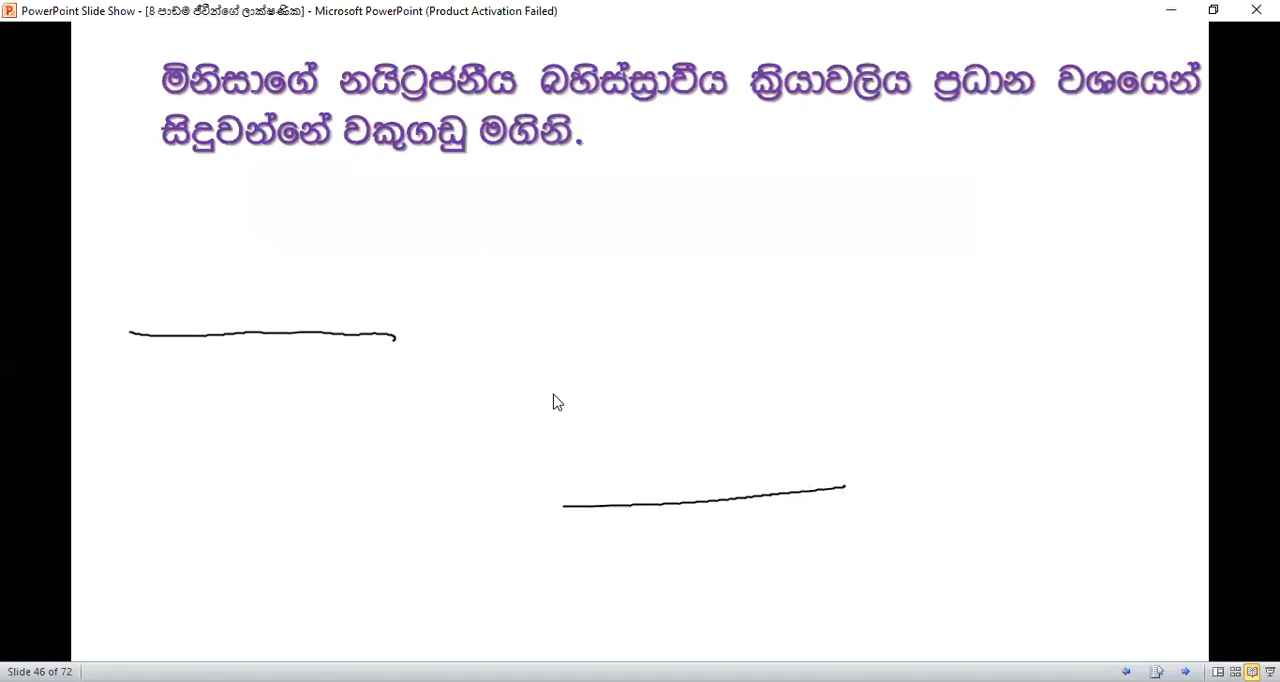 PowerPoint Slide Show - [8 පාඩම ජීවීන්ගේ ලාක්ෂණික] - Microsoft PowerPoint (Product Activation Failed)
මිනිසාගේ නයිට්‍රජනීය බහිස්ස්‍රාවීය ක්‍රියාවලිය ප්‍රධාන වශයෙන්
සිදුවන්නේ වකුගඩු මගිනි.
Slide 46 of 72